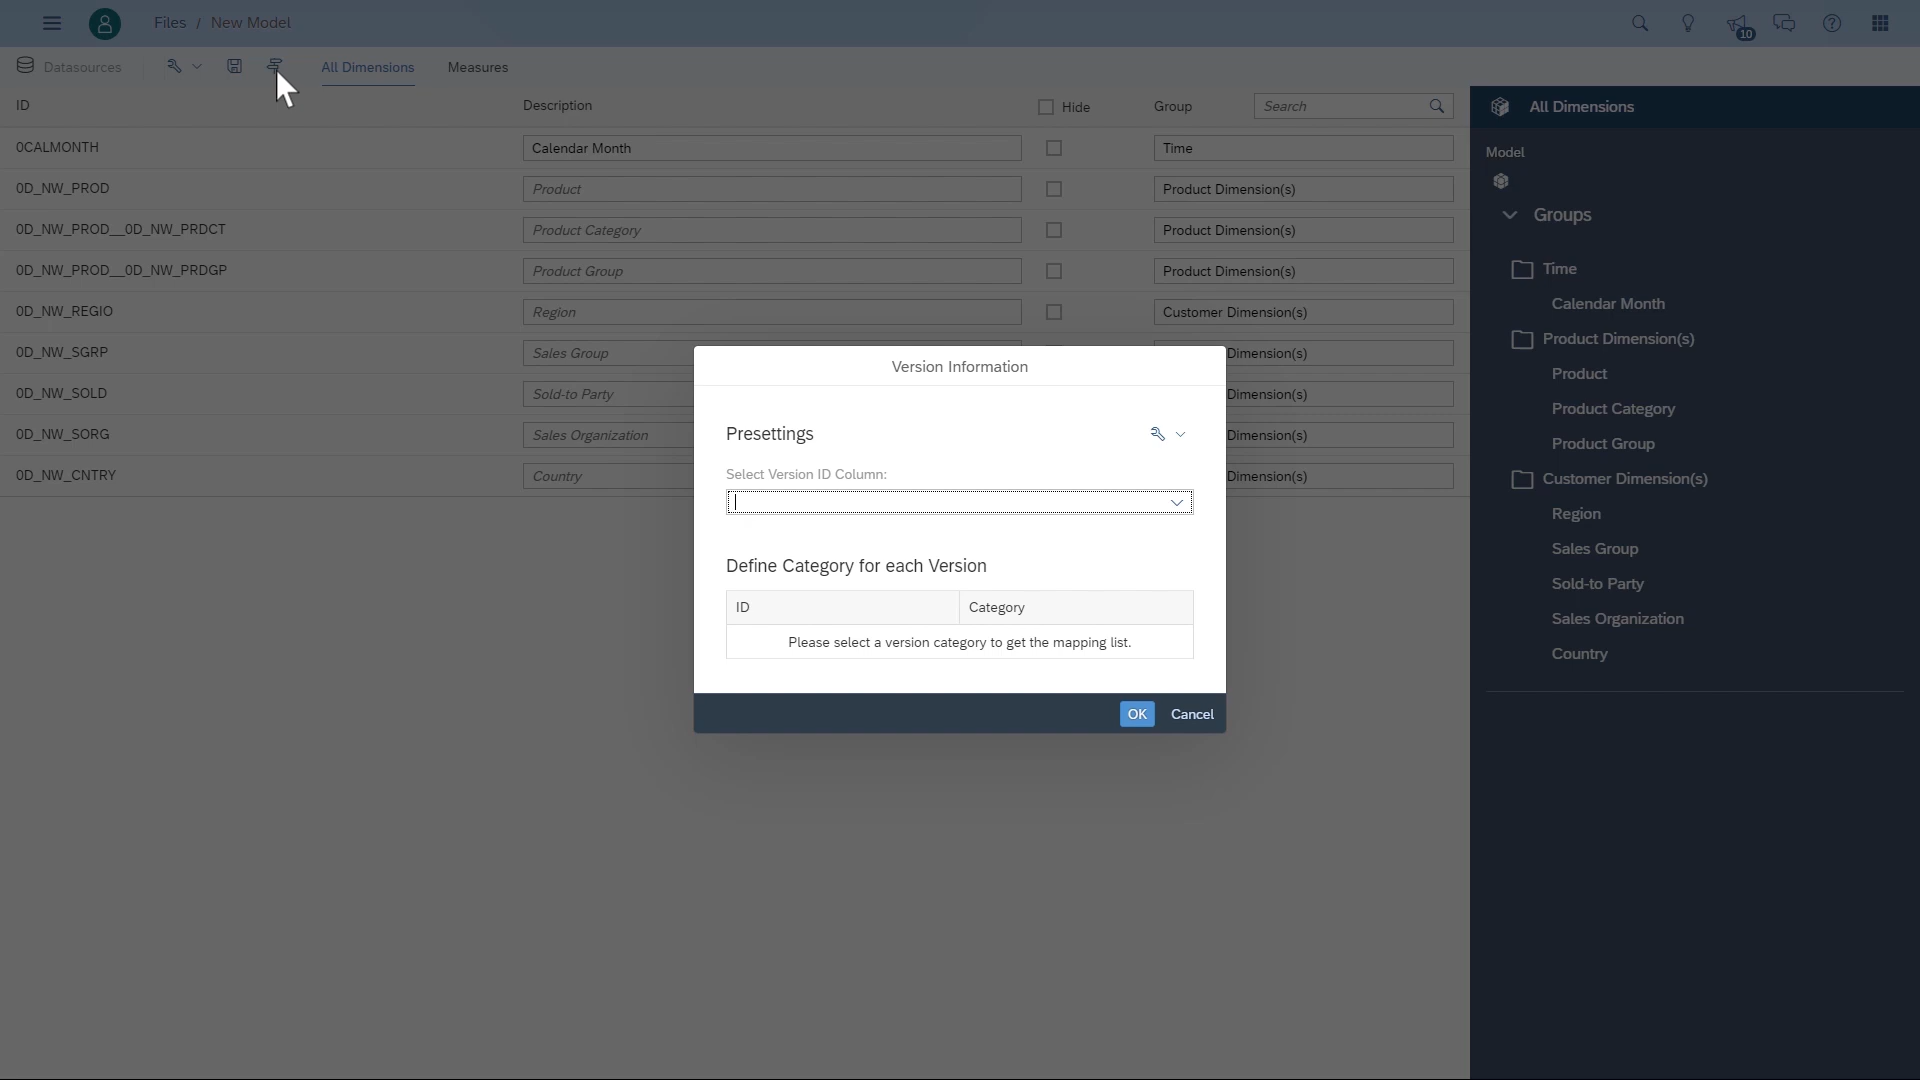 Files / New Model
10
Datasources
All Dimensions Measures
ID Description Hide Group Search
0CALMONTH Calendar Month Time
0D_NW_PROD Product Product Dimension(s)
0D_NW_PROD__0D_NW_PRDCT Product Category Product Dimension(s)
0D_NW_PROD__0D_NW_PRDGP Product Group Product Dimension(s)
0D_NW_REGIO Region Customer Dimension(s)
0D_NW_SGRP Sales Group Dimension(s)
0D_NW_SOLD Sold-to Party Dimension(s)
0D_NW_SORG Sales Organization Dimension(s)
0D_NW_CNTRY Country Dimension(s)
Version Information
Presettings
Select Version ID Column:
Define Category for each Version
ID Category
Please select a version category to get the mapping list.
OK Cancel
All Dimensions
Model
Groups
Time
Calendar Month
Product Dimension(s)
Product
Product Category
Product Group
Customer Dimension(s)
Region
Sales Group
Sold-to Party
Sales Organization
Country